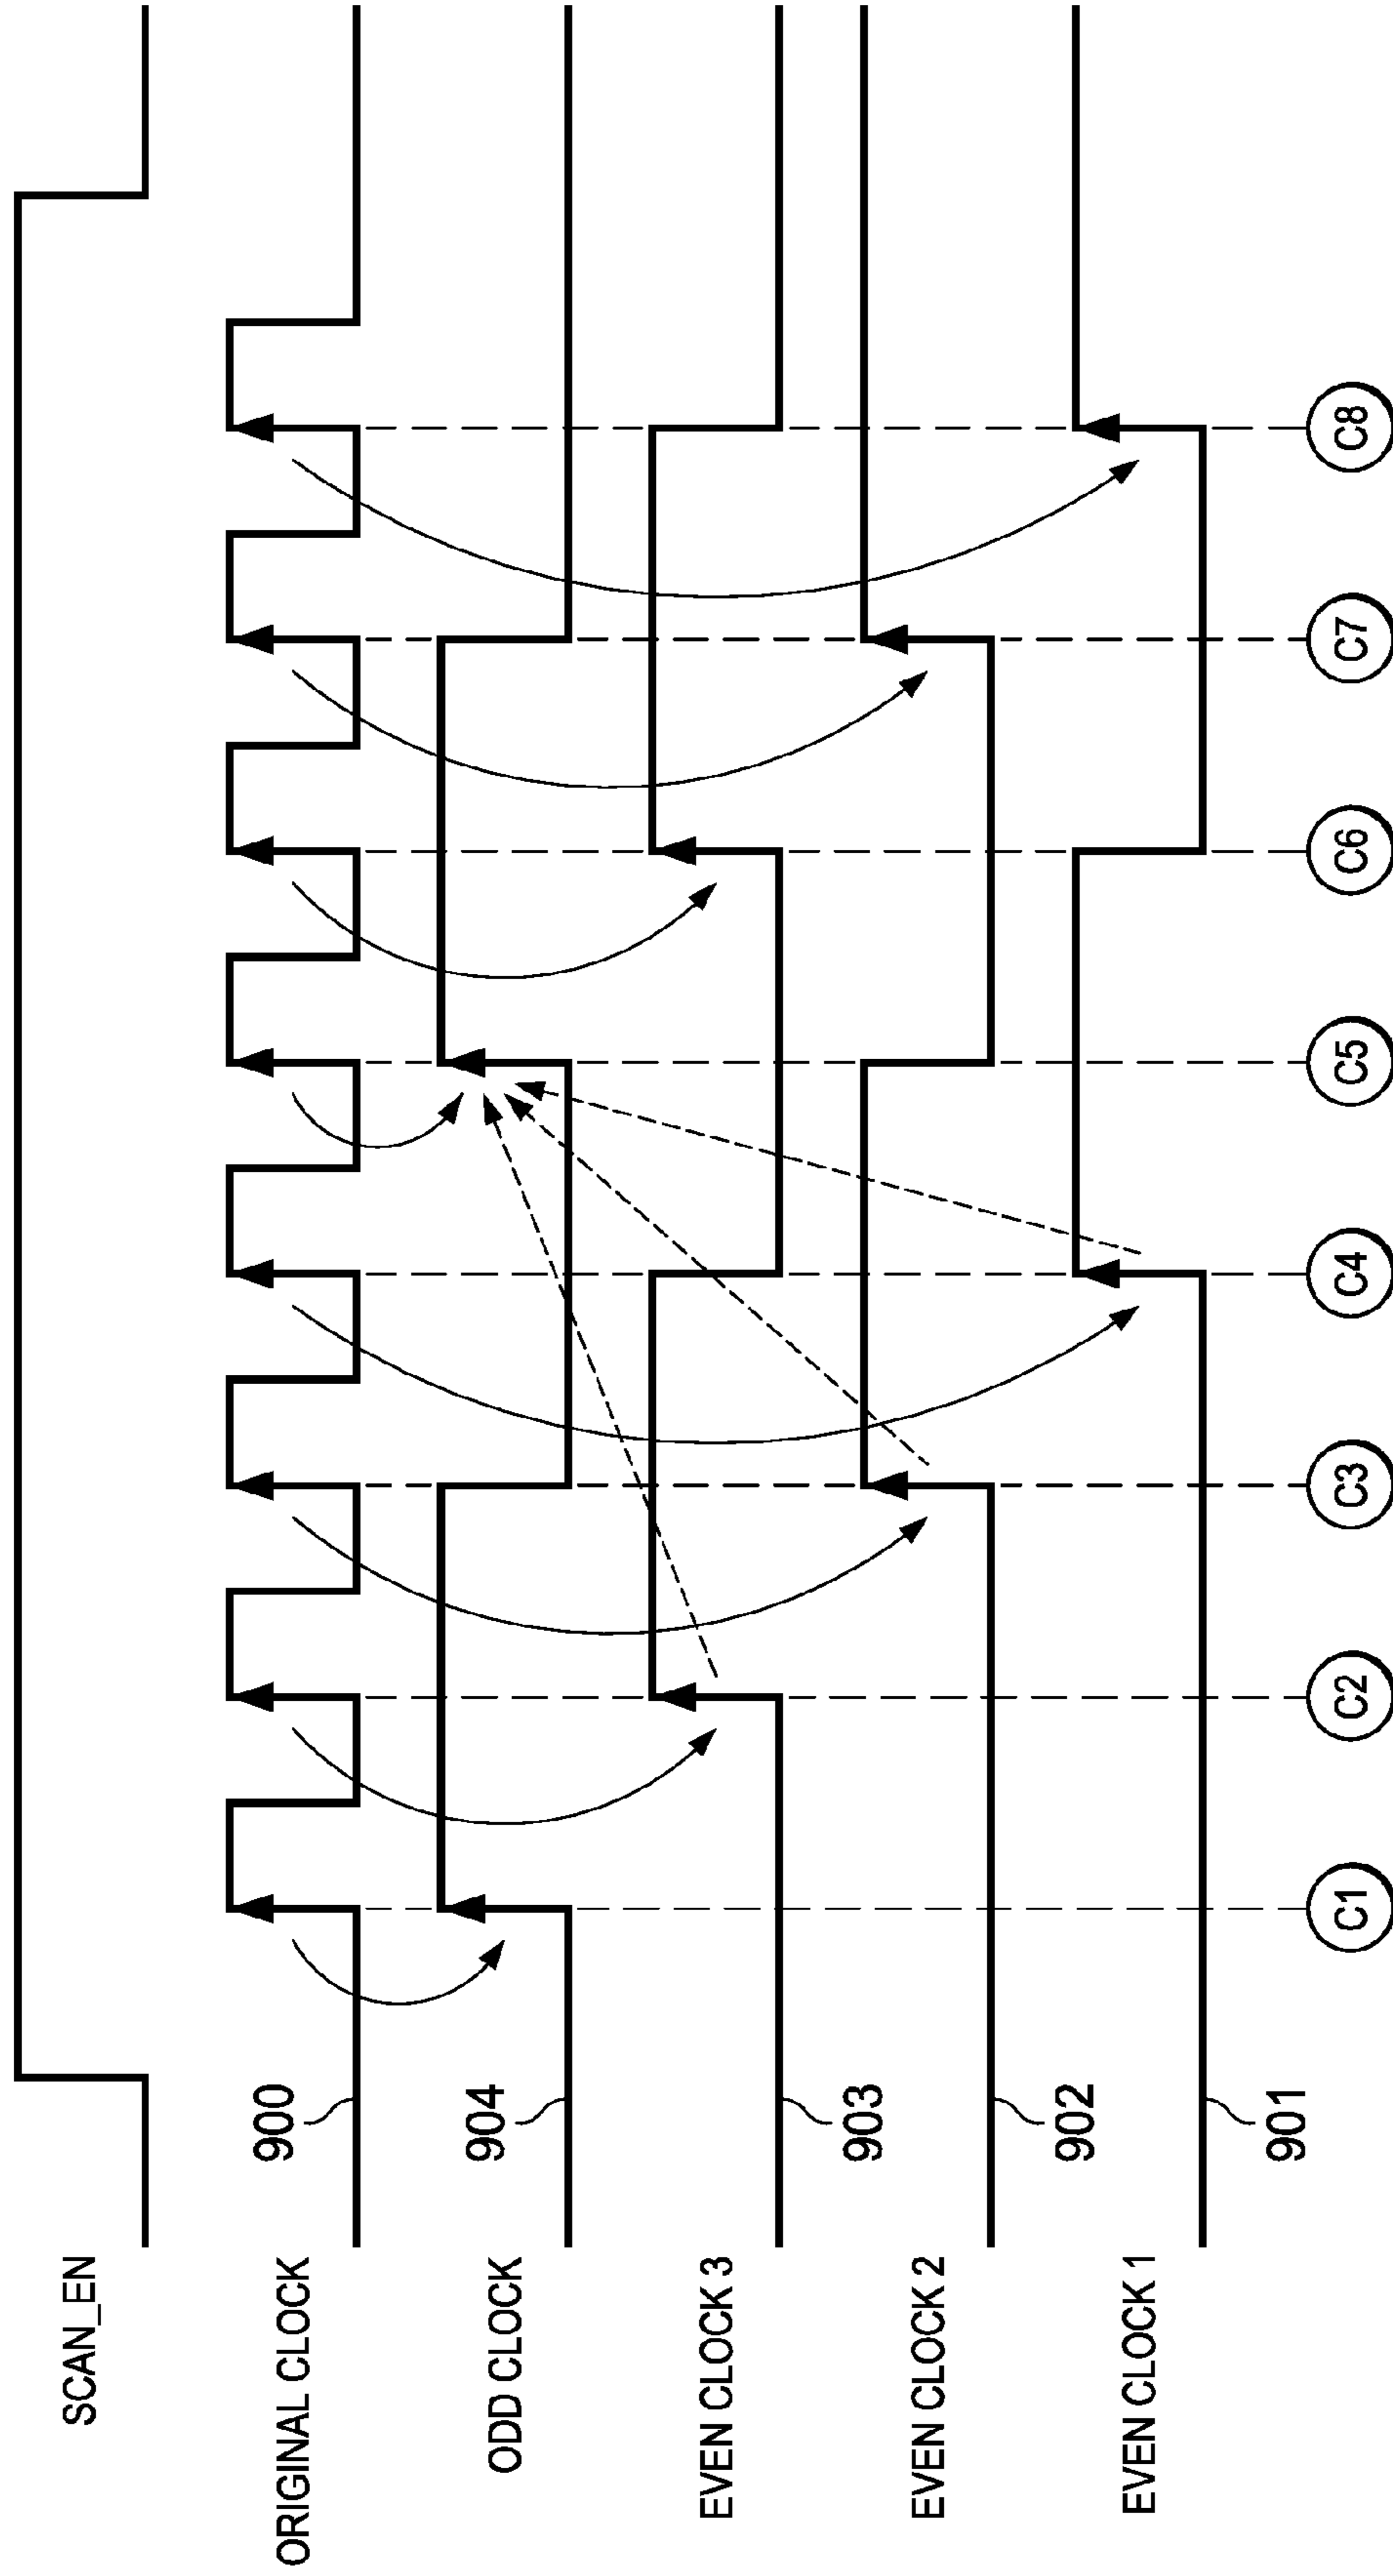 SCAN_EN
ORIGINAL CLOCK
900
ODD CLOCK
904
EVEN CLOCK 3
903
EVEN CLOCK 2
902
EVEN CLOCK 1
901
C1 C2 C3 C4 C5 C6 C7 C8